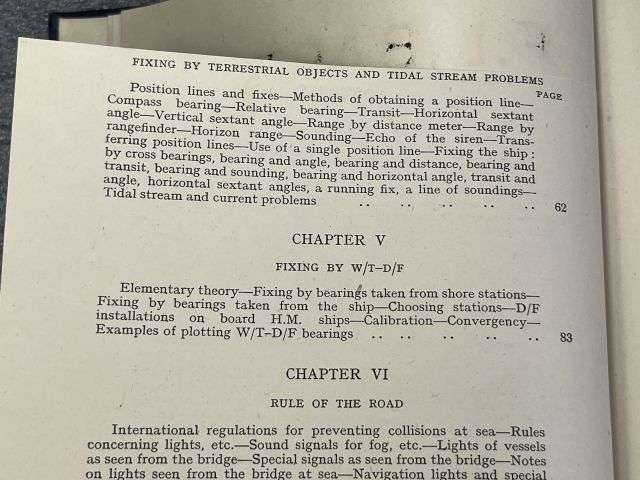 FIXING BY TERRESTRIAL OBJECTS AND TIDAL STREAM PROBLEMS
PAGE
Position lines and fixes—Methods of obtaining a position line—
Compass bearing—Relative bearing—Transit—Horizontal sextant
angle—Vertical sextant angle—Range by distance meter—Range by
rangefinder—Horizon range—Sounding—Echo of the siren—Trans-
ferring position lines—Use of a single position line—Fixing the ship:
by cross bearings, bearing and angle, bearing and distance, bearing and
transit, bearing and sounding, bearing and horizontal angle, transit and
angle, horizontal sextant angles, a running fix, a line of soundings—
Tidal stream and current problems .. .. .. .. .. 62
CHAPTER V
FIXING BY W/T–D/F
Elementary theory—Fixing by bearings taken from shore stations—
Fixing by bearings taken from the ship—Choosing stations—D/F
installations on board H.M. ships—Calibration—Convergency—
Examples of plotting W/T–D/F bearings .. .. .. .. .. 83
CHAPTER VI
RULE OF THE ROAD
International regulations for preventing collisions at sea—Rules
concerning lights, etc.—Sound signals for fog, etc.—Lights of vessels
as seen from the bridge—Special signals as seen from the bridge—Notes
on lights seen from the bridge at sea—Navigation lights and special